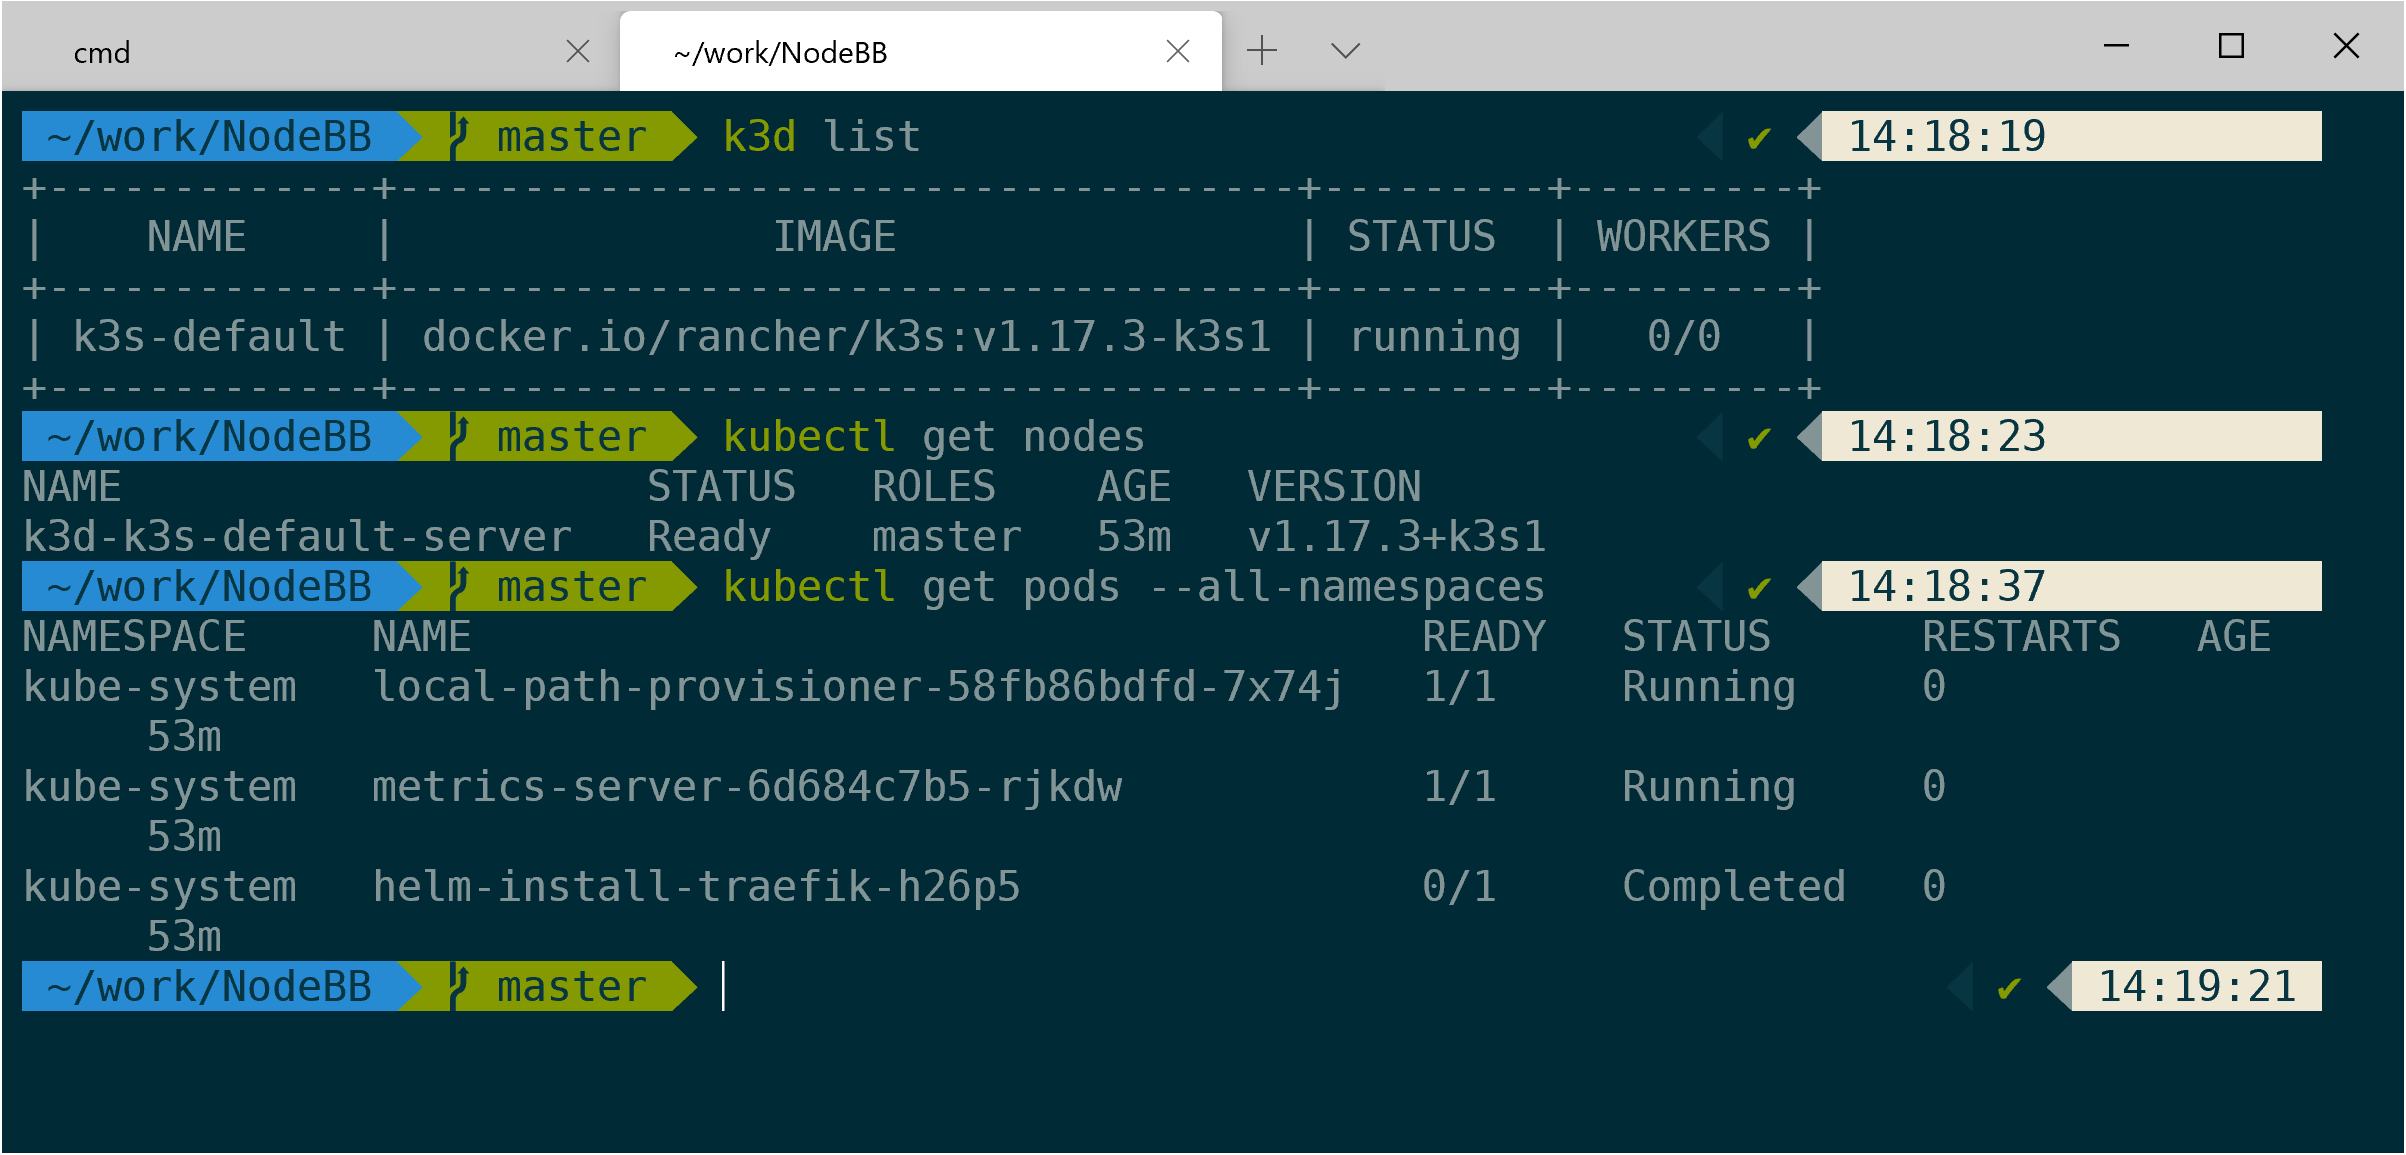 cmd
~/work/NodeBB
~/work/NodeBB master k3d list ✔ 14:18:19
+-------------+------------------------------------+---------+---------+
| NAME | IMAGE | STATUS | WORKERS |
+-------------+------------------------------------+---------+---------+
| k3s-default | docker.io/rancher/k3s:v1.17.3-k3s1 | running | 0/0 |
+-------------+------------------------------------+---------+---------+
~/work/NodeBB master kubectl get nodes ✔ 14:18:23
NAME STATUS ROLES AGE VERSION
k3d-k3s-default-server Ready master 53m v1.17.3+k3s1
~/work/NodeBB master kubectl get pods --all-namespaces ✔ 14:18:37
NAMESPACE NAME READY STATUS RESTARTS AGE
kube-system local-path-provisioner-58fb86bdfd-7x74j 1/1 Running 0
53m
kube-system metrics-server-6d684c7b5-rjkdw 1/1 Running 0
53m
kube-system helm-install-traefik-h26p5 0/1 Completed 0
53m
~/work/NodeBB master ✔ 14:19:21